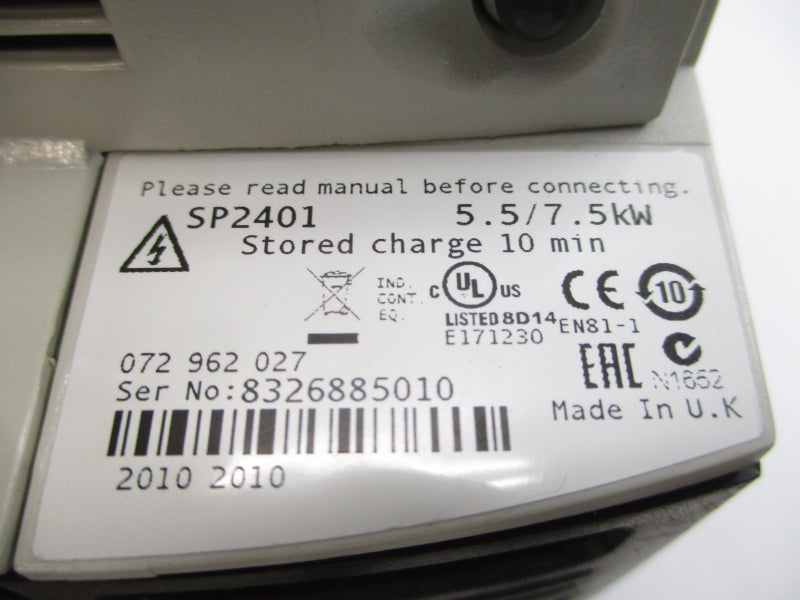 Please read manual before connecting.
SP2401 5.5/7.5kW
Stored charge 10 min
IND.
CONT.
EQ.
c UL US
LISTED 8D14
E171230
CE
10
EN81-1
EAC
N1652
072 962 027
Ser No:8326885010
Made In U.K
2010 2010